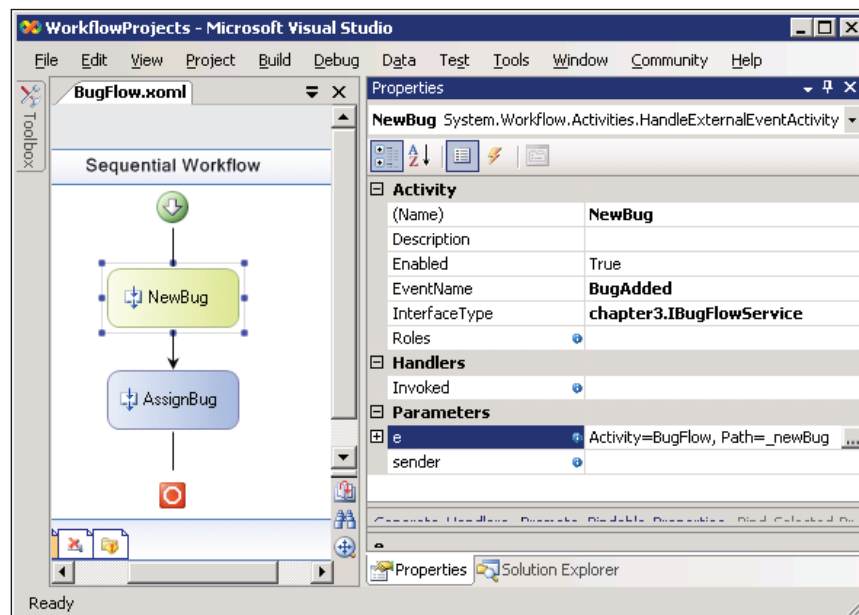 WorkflowProjects - Microsoft Visual Studio
File Edit View Project Build Debug Data Test Tools Window Community Help
Toolbox
BugFlow.xoml
Sequential Workflow
NewBug
AssignBug
Properties
NewBug System.Workflow.Activities.HandleExternalEventActivity
Activity
(Name) NewBug
Description
Enabled True
EventName BugAdded
InterfaceType chapter3.IBugFlowService
Roles
Handlers
Invoked
Parameters
e Activity=BugFlow, Path=_newBug ...
sender
Properties Solution Explorer
Ready